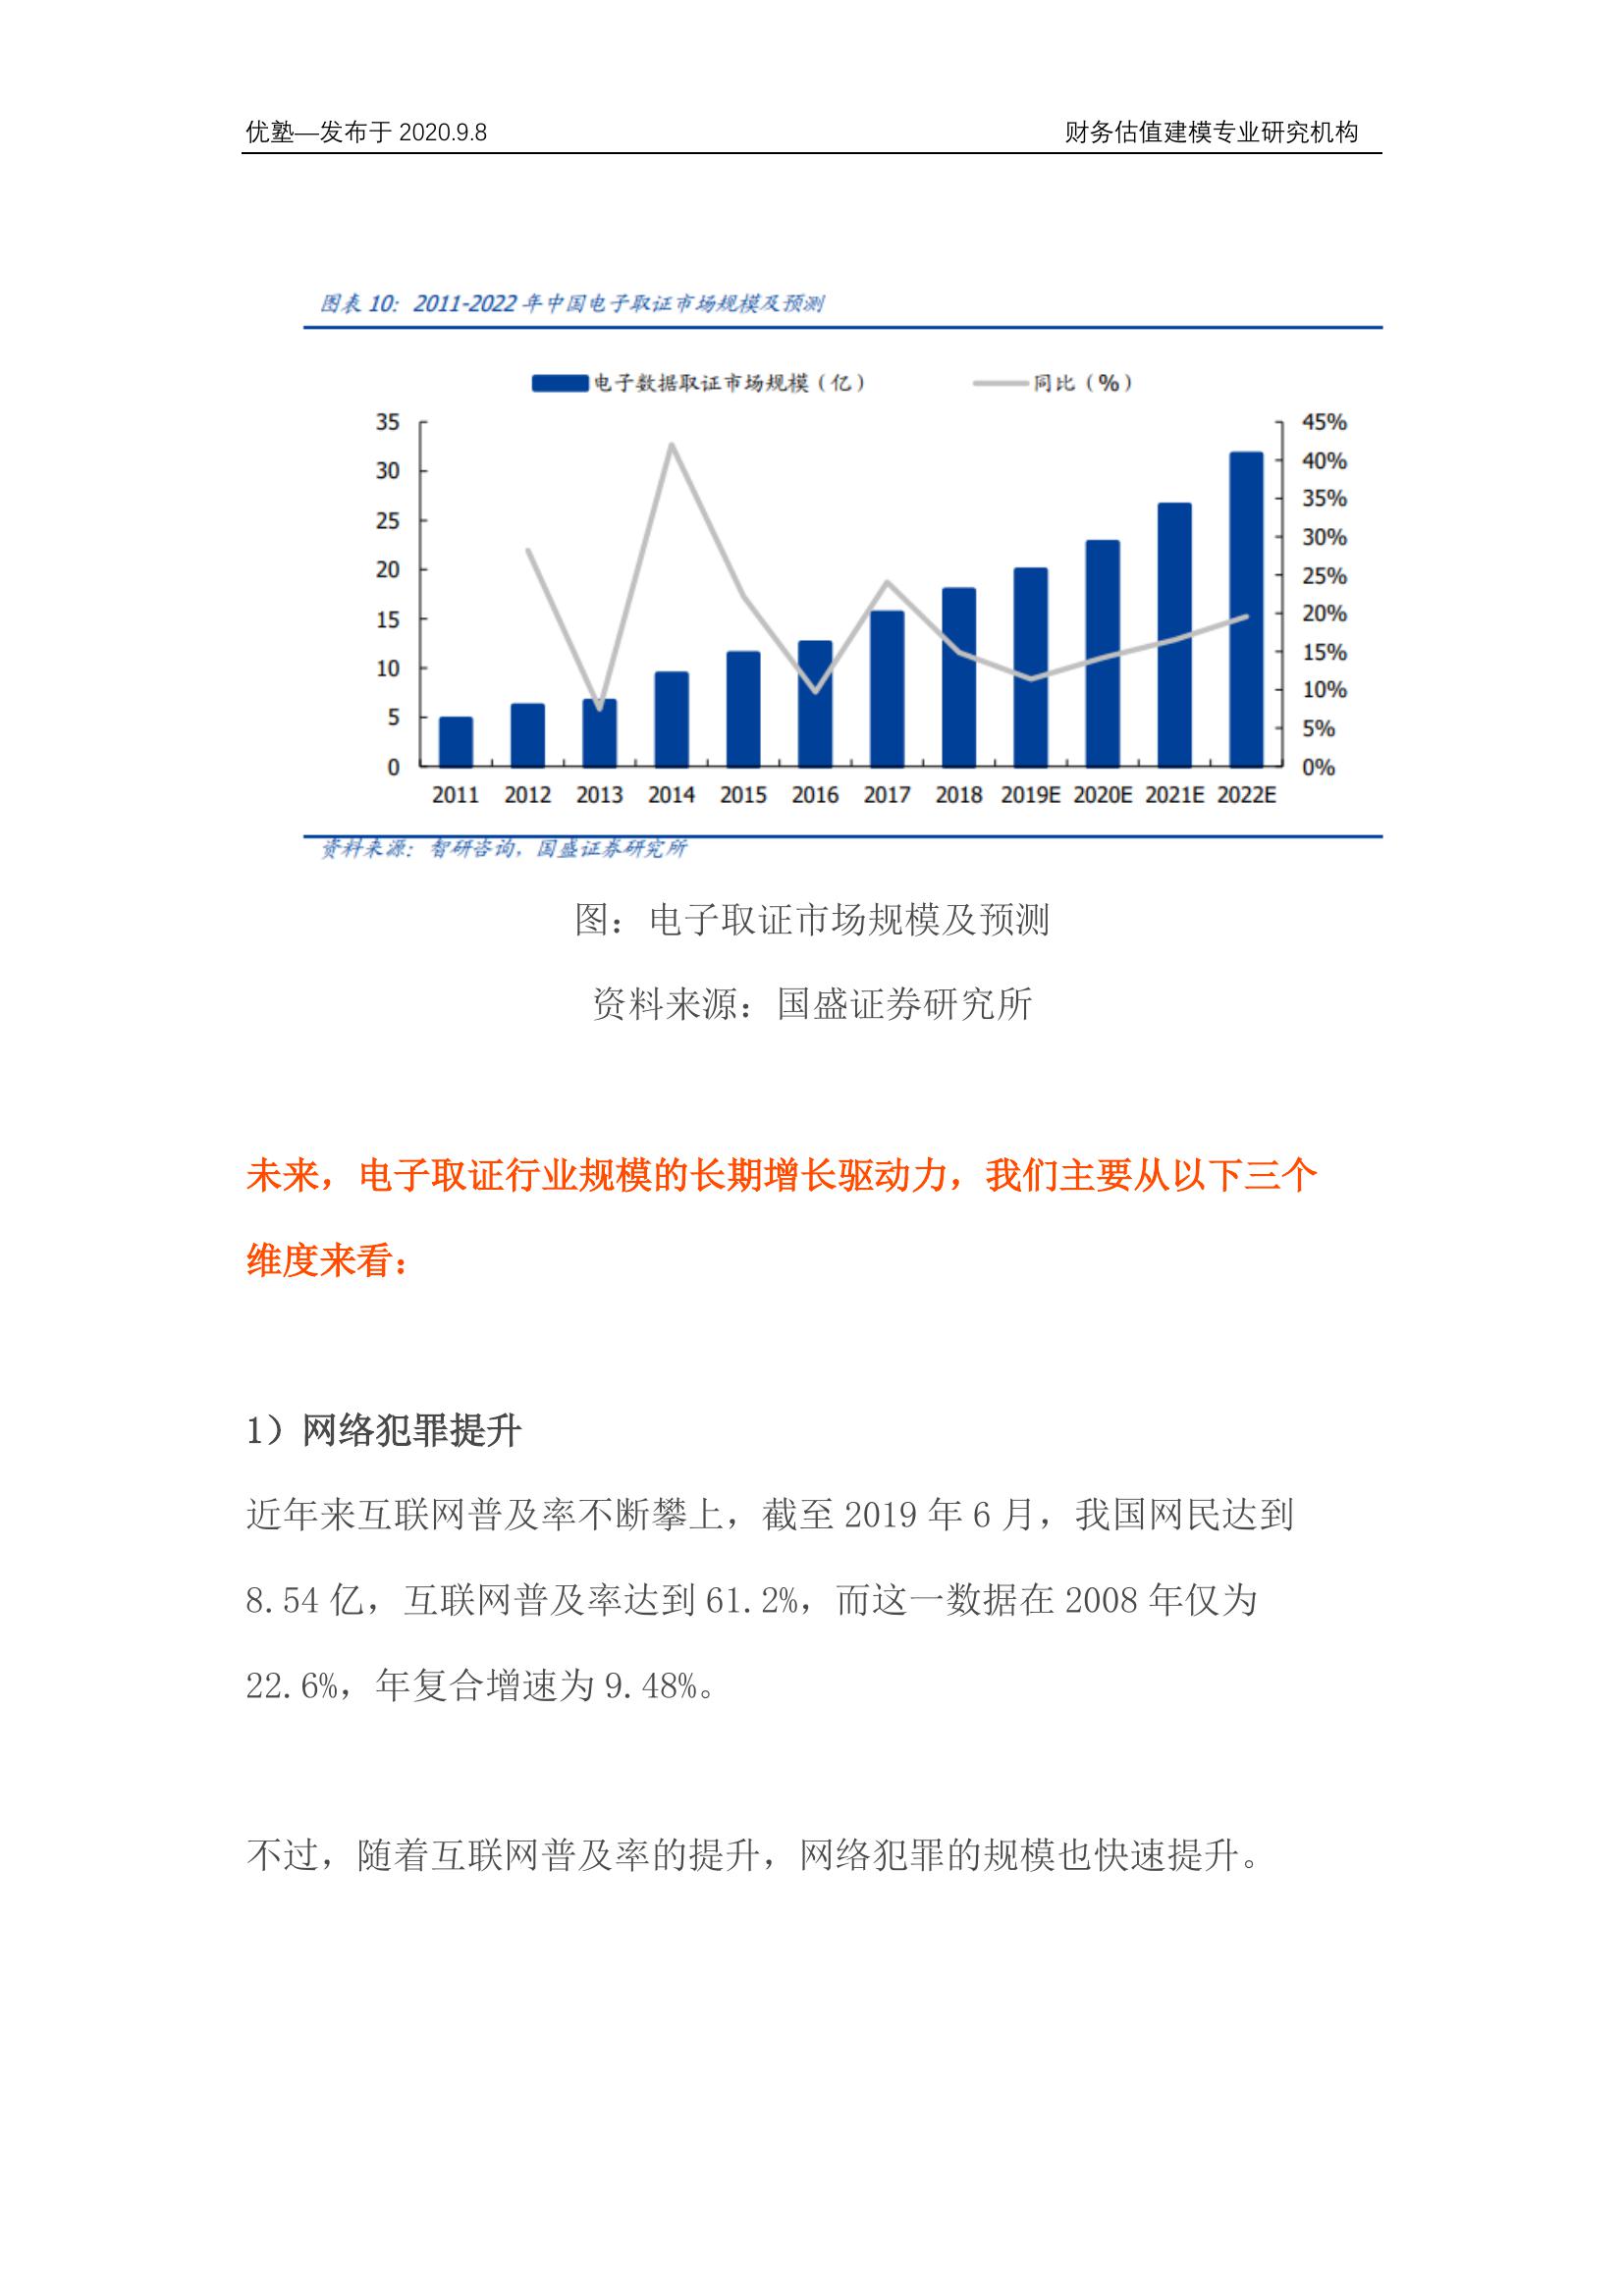 优塾—发布于 2020.9.8 财务估值建模专业研究机构
图表 10：2011-2022 年中国电子取证市场规模及预测
电子数据取证市场规模（亿） 同比（%）
35 45%
30 40%
25 35%
20 30%
15 25%
10 20%
5 15%
0 10%
5%
0%
2011 2012 2013 2014 2015 2016 2017 2018 2019E 2020E 2021E 2022E
资料来源：智研咨询，国盛证券研究所
图：电子取证市场规模及预测
资料来源：国盛证券研究所
未来，电子取证行业规模的长期增长驱动力，我们主要从以下三个
维度来看：
1）网络犯罪提升
近年来互联网普及率不断攀上，截至 2019 年 6 月，我国网民达到
8.54 亿，互联网普及率达到 61.2%，而这一数据在 2008 年仅为
22.6%，年复合增速为 9.48%。
不过，随着互联网普及率的提升，网络犯罪的规模也快速提升。